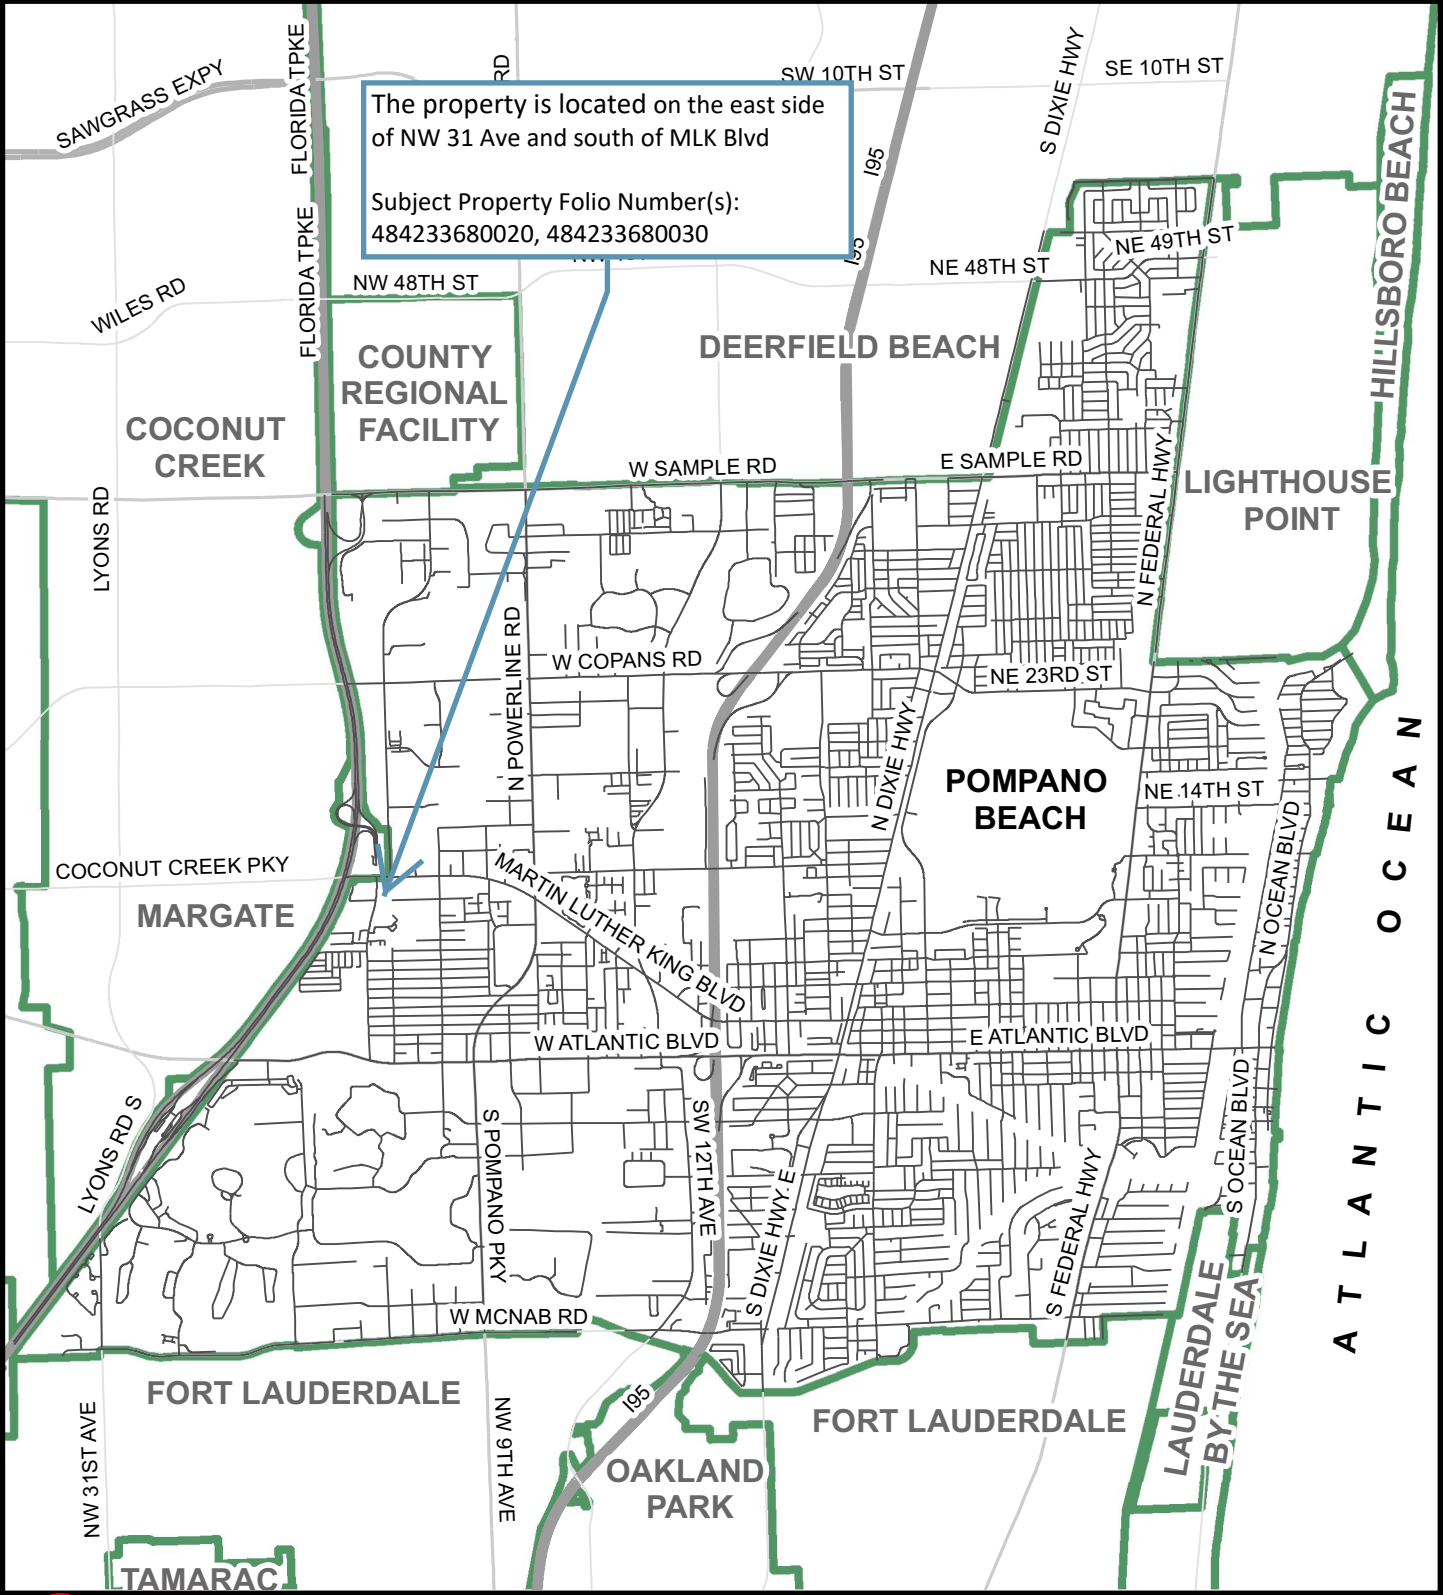 SAWGRASS EXPY
FLORIDA TPKE
RD
SW 10TH ST
S DIXIE HWY
SE 10TH ST
The property is located on the east side
of NW 31 Ave and south of MLK Blvd
Subject Property Folio Number(s):
484233680020, 484233680030
I95
I95
HILLSBORO BEACH
FLORIDA TPKE
WILES RD
NW 48TH ST
NE 48TH ST
NE 49TH ST
COUNTY
REGIONAL
FACILITY
DEERFIELD BEACH
COCONUT
CREEK
LYONS RD
W SAMPLE RD
E SAMPLE RD
N FEDERAL HWY
LIGHTHOUSE
POINT
N POWERLINE RD
W COPANS RD
NE 23RD ST
N DIXIE HWY
POMPANO
BEACH
NE 14TH ST
N OCEAN BLVD
ATLANTIC OCEAN
COCONUT CREEK PKY
MARGATE
MARTIN LUTHER KING BLVD
W ATLANTIC BLVD
E ATLANTIC BLVD
LYONS RD S
S POMPANO PKY
SW 12TH AVE
S DIXIE HWY E
S FEDERAL HWY
S OCEAN BLVD
W MCNAB RD
LAUDERDALE
BY THE SEA
FORT LAUDERDALE
FORT LAUDERDALE
I95
NW 31ST AVE
NW 9TH AVE
OAKLAND
PARK
TAMARAC